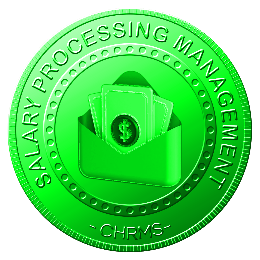 SALARY PROCESSING MANAGEMENT
$
- CHRMS -